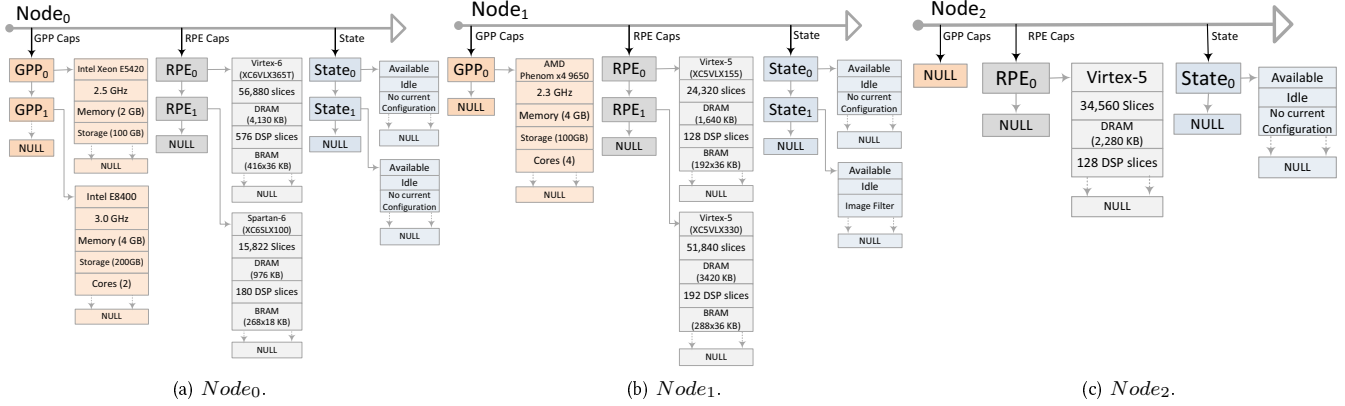 Node0
GPP Caps
RPE Caps
State
GPP0
GPP1
NULL
Intel Xeon E5420
2.5 GHz
Memory (2 GB)
Storage (100 GB)
NULL
Intel E8400
3.0 GHz
Memory (4 GB)
Storage (200GB)
Cores (2)
NULL
RPE0
RPE1
NULL
Virtex-6
(XC6VLX365T)
56,880 slices
DRAM
(4,130 KB)
576 DSP slices
BRAM
(416x36 KB)
NULL
Spartan-6
(XC6SLX100)
15,822 Slices
DRAM
(976 KB)
180 DSP slices
BRAM
(268x18 KB)
NULL
State0
State1
NULL
Available
Idle
No current
Configuration
NULL
Available
Idle
No current
Configuration
NULL
(a) Node0.
Node1
GPP Caps
RPE Caps
State
GPP0
NULL
AMD
Phenom x4 9650
2.3 GHz
Memory (4 GB)
Storage (100GB)
Cores (4)
NULL
RPE0
RPE1
NULL
Virtex-5
(XC5VLX155)
24,320 slices
DRAM
(1,640 KB)
128 DSP slices
BRAM
(192x36 KB)
NULL
Virtex-5
(XC5VLX330)
51,840 slices
DRAM
(3420 KB)
192 DSP slices
BRAM
(288x36 KB)
NULL
State0
State1
NULL
Available
Idle
No current
Configuration
NULL
Available
Idle
Image Filter
NULL
(b) Node1.
Node2
GPP Caps
RPE Caps
State
NULL
RPE0
NULL
Virtex-5
34,560 Slices
DRAM
(2,280 KB)
128 DSP slices
NULL
State0
NULL
Available
Idle
No current
Configuration
NULL
(c) Node2.